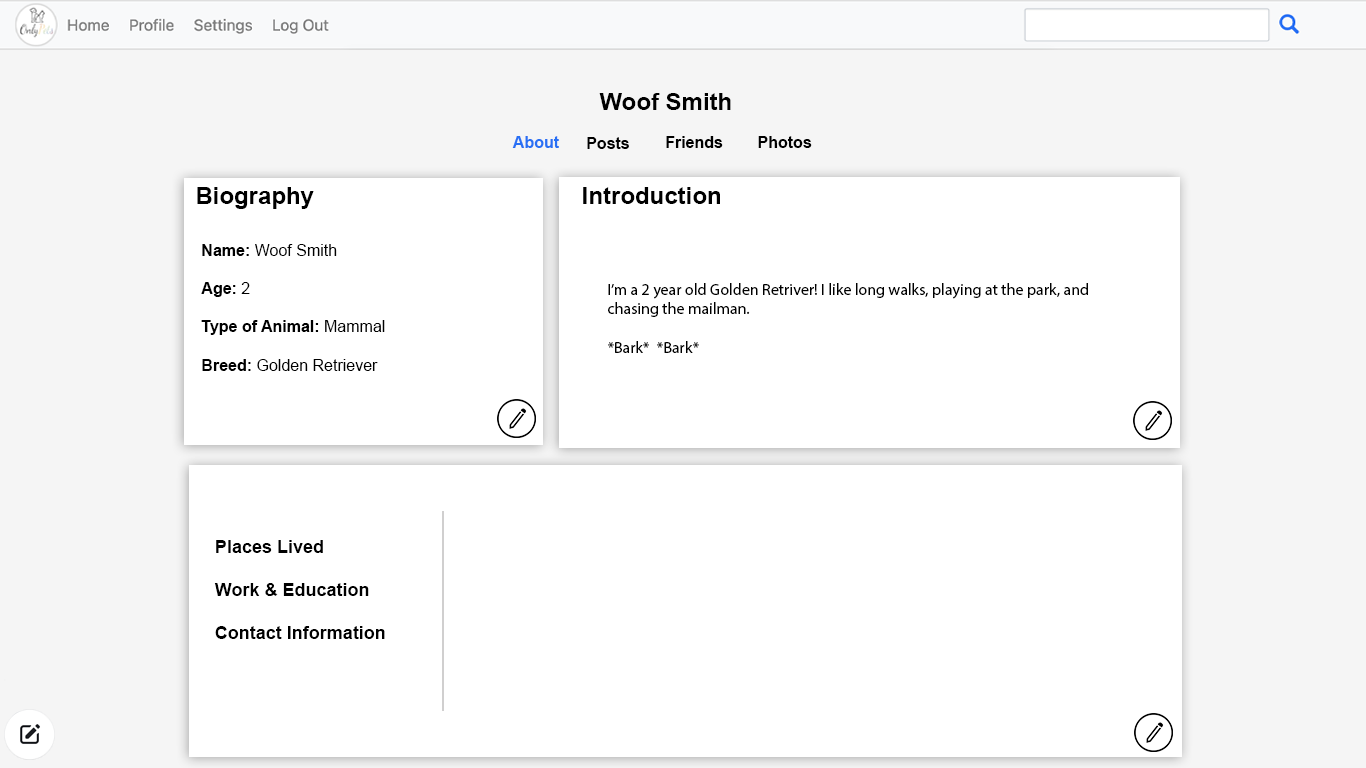 OnlyPets
Home Profile Settings Log Out
Woof Smith
About Posts Friends Photos
Biography
Name: Woof Smith
Age: 2
Type of Animal: Mammal
Breed: Golden Retriever
Introduction
I'm a 2 year old Golden Retriver! I like long walks, playing at the park, and
chasing the mailman.
*Bark* *Bark*
Places Lived
Work & Education
Contact Information